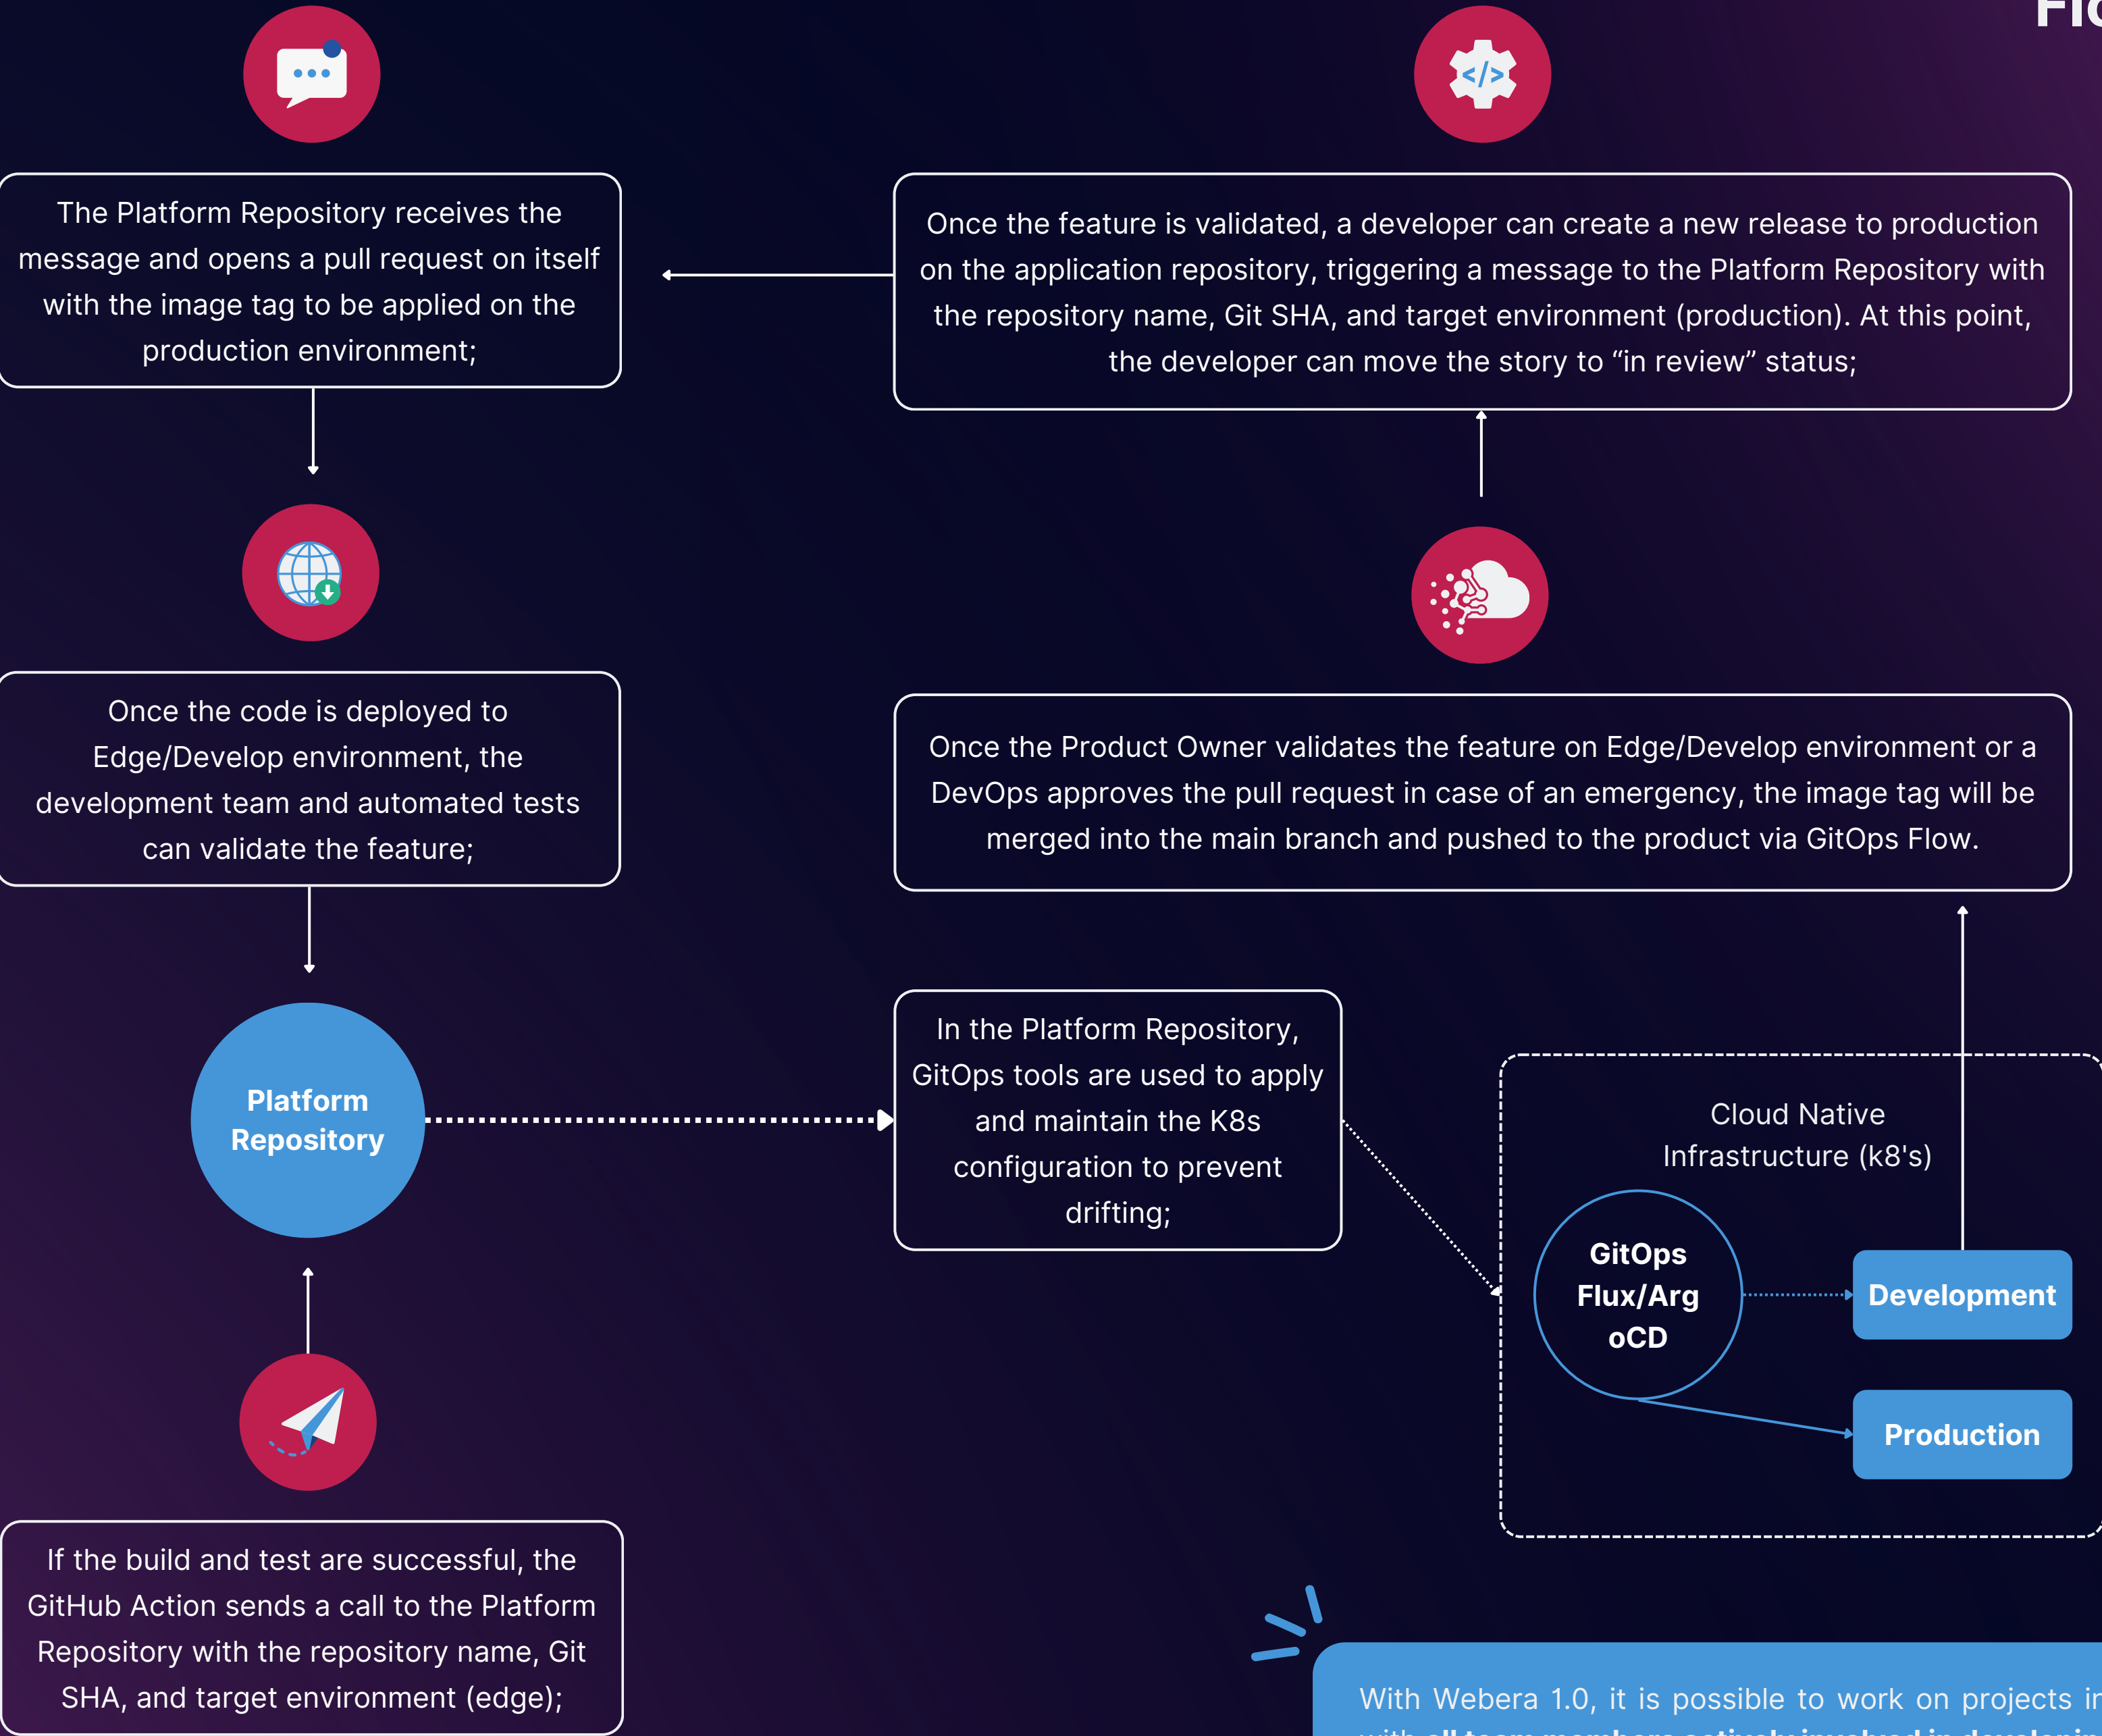 The Platform Repository receives the
message and opens a pull request on itself
with the image tag to be applied on the
production environment;
Once the feature is validated, a developer can create a new release to production
on the application repository, triggering a message to the Platform Repository with
the repository name, Git SHA, and target environment (production). At this point,
the developer can move the story to “in review” status;
</>
Once the code is deployed to
Edge/Develop environment, the
development team and automated tests
can validate the feature;
Once the Product Owner validates the feature on Edge/Develop environment or a
DevOps approves the pull request in case of an emergency, the image tag will be
merged into the main branch and pushed to the product via GitOps Flow.
Platform
Repository
In the Platform Repository,
GitOps tools are used to apply
and maintain the K8s
configuration to prevent
drifting;
Cloud Native
Infrastructure (k8's)
GitOps
Flux/Arg
oCD
Development
Production
If the build and test are successful, the
GitHub Action sends a call to the Platform
Repository with the repository name, Git
SHA, and target environment (edge);
With Webera 1.0, it is possible to work on projects in
with all team members actively involved in